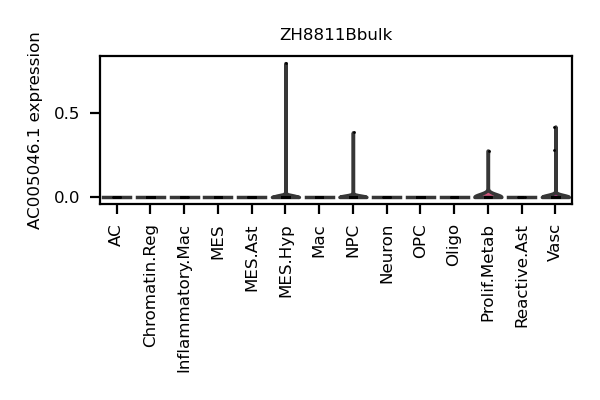 ZH8811Bbulk
AC005046.1 expression
0.5
0.0
AC
Chromatin.Reg
Inflammatory.Mac
MES
MES.Ast
MES.Hyp
Mac
NPC
Neuron
OPC
Oligo
Prolif.Metab
Reactive.Ast
Vasc